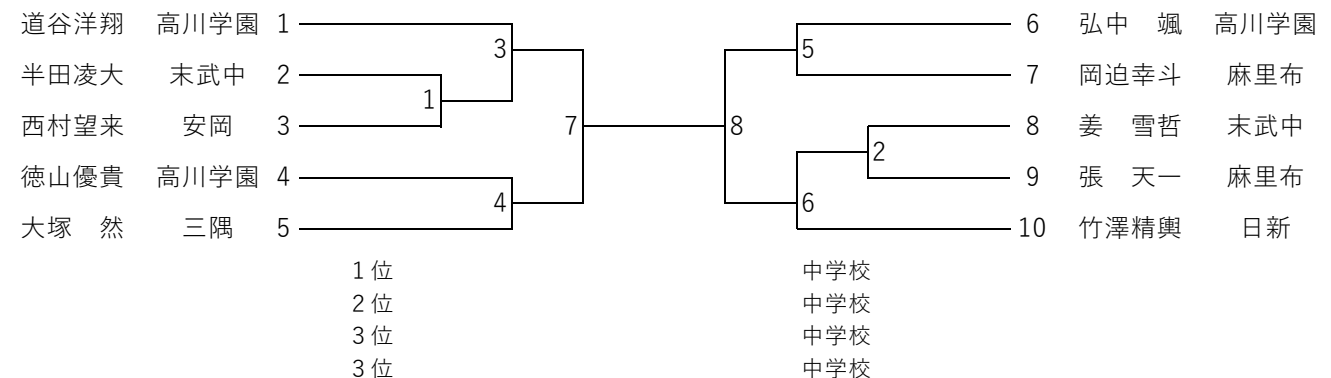 道谷洋翔 高川学園 1 6 弘中 颯 高川学園
3 5
半田凌大 末武中 2 7 岡迫幸斗 麻里布
1
西村望来 安岡 3 7 8 8 姜 雪哲 末武中
2
徳山優貴 高川学園 4 9 張 天一 麻里布
4 6
大塚 然 三隅 5 10 竹澤精輿 日新
1位 中学校
2位 中学校
3位 中学校
3位 中学校